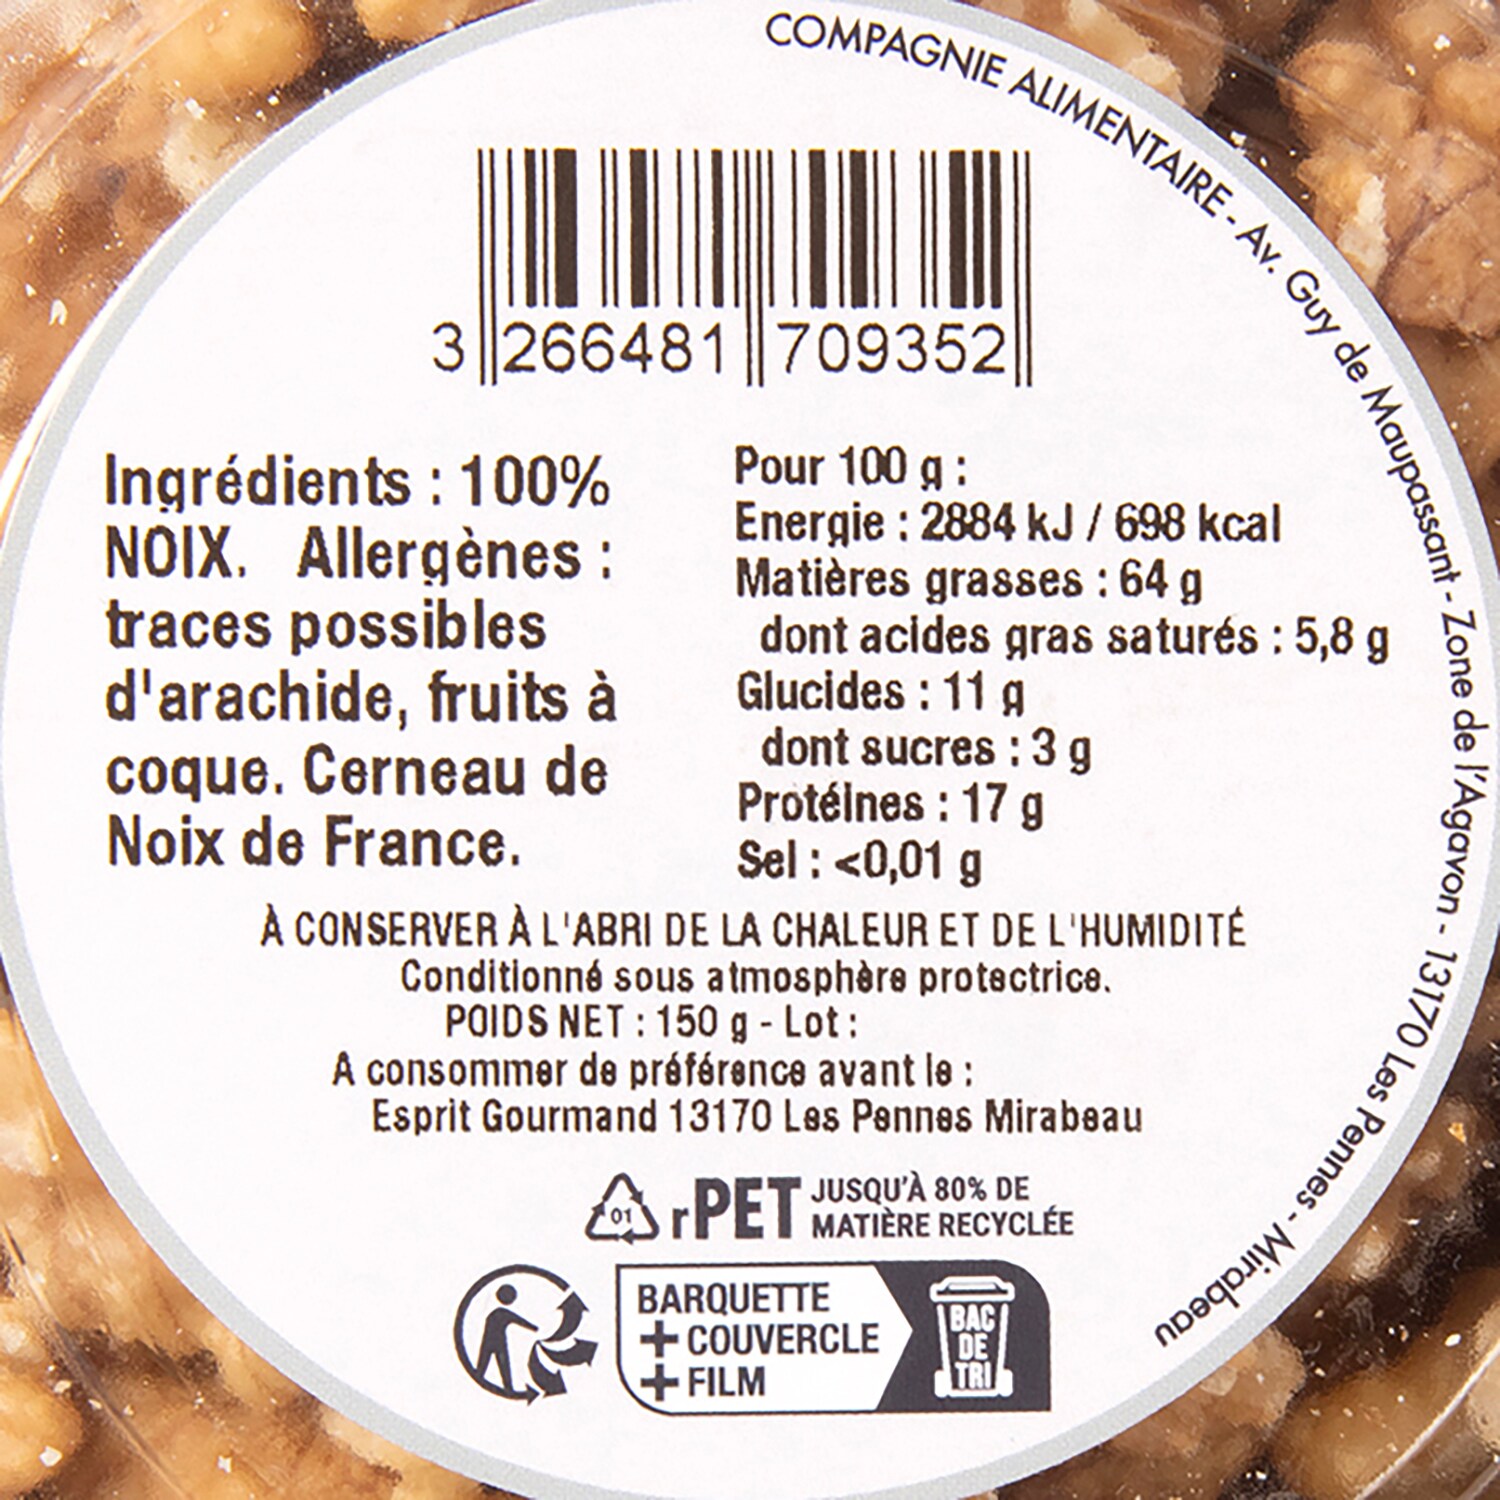 COMPAGNIE ALIMENTAIRE - Av. Guy de Maupassant - Zone de l'Agavon - 13170 Les Pennes - Mirabeau
3 266481 709352
Ingrédients : 100%
NOIX. Allergènes :
traces possibles
d'arachide, fruits à
coque. Cerneau de
Noix de France.
Pour 100 g :
Energie : 2884 kJ / 698 kcal
Matières grasses : 64 g
dont acides gras saturés : 5,8 g
Glucides : 11 g
dont sucres : 3 g
Protéines : 17 g
Sel : <0,01 g
À CONSERVER À L'ABRI DE LA CHALEUR ET DE L'HUMIDITÉ
Conditionné sous atmosphère protectrice.
POIDS NET : 150 g - Lot :
A consommer de préférence avant le :
Esprit Gourmand 13170 Les Pennes Mirabeau
01 rPET JUSQU'À 80% DE
MATIÈRE RECYCLÉE
BARQUETTE
+ COUVERCLE
+ FILM
BAC
DE
TRI